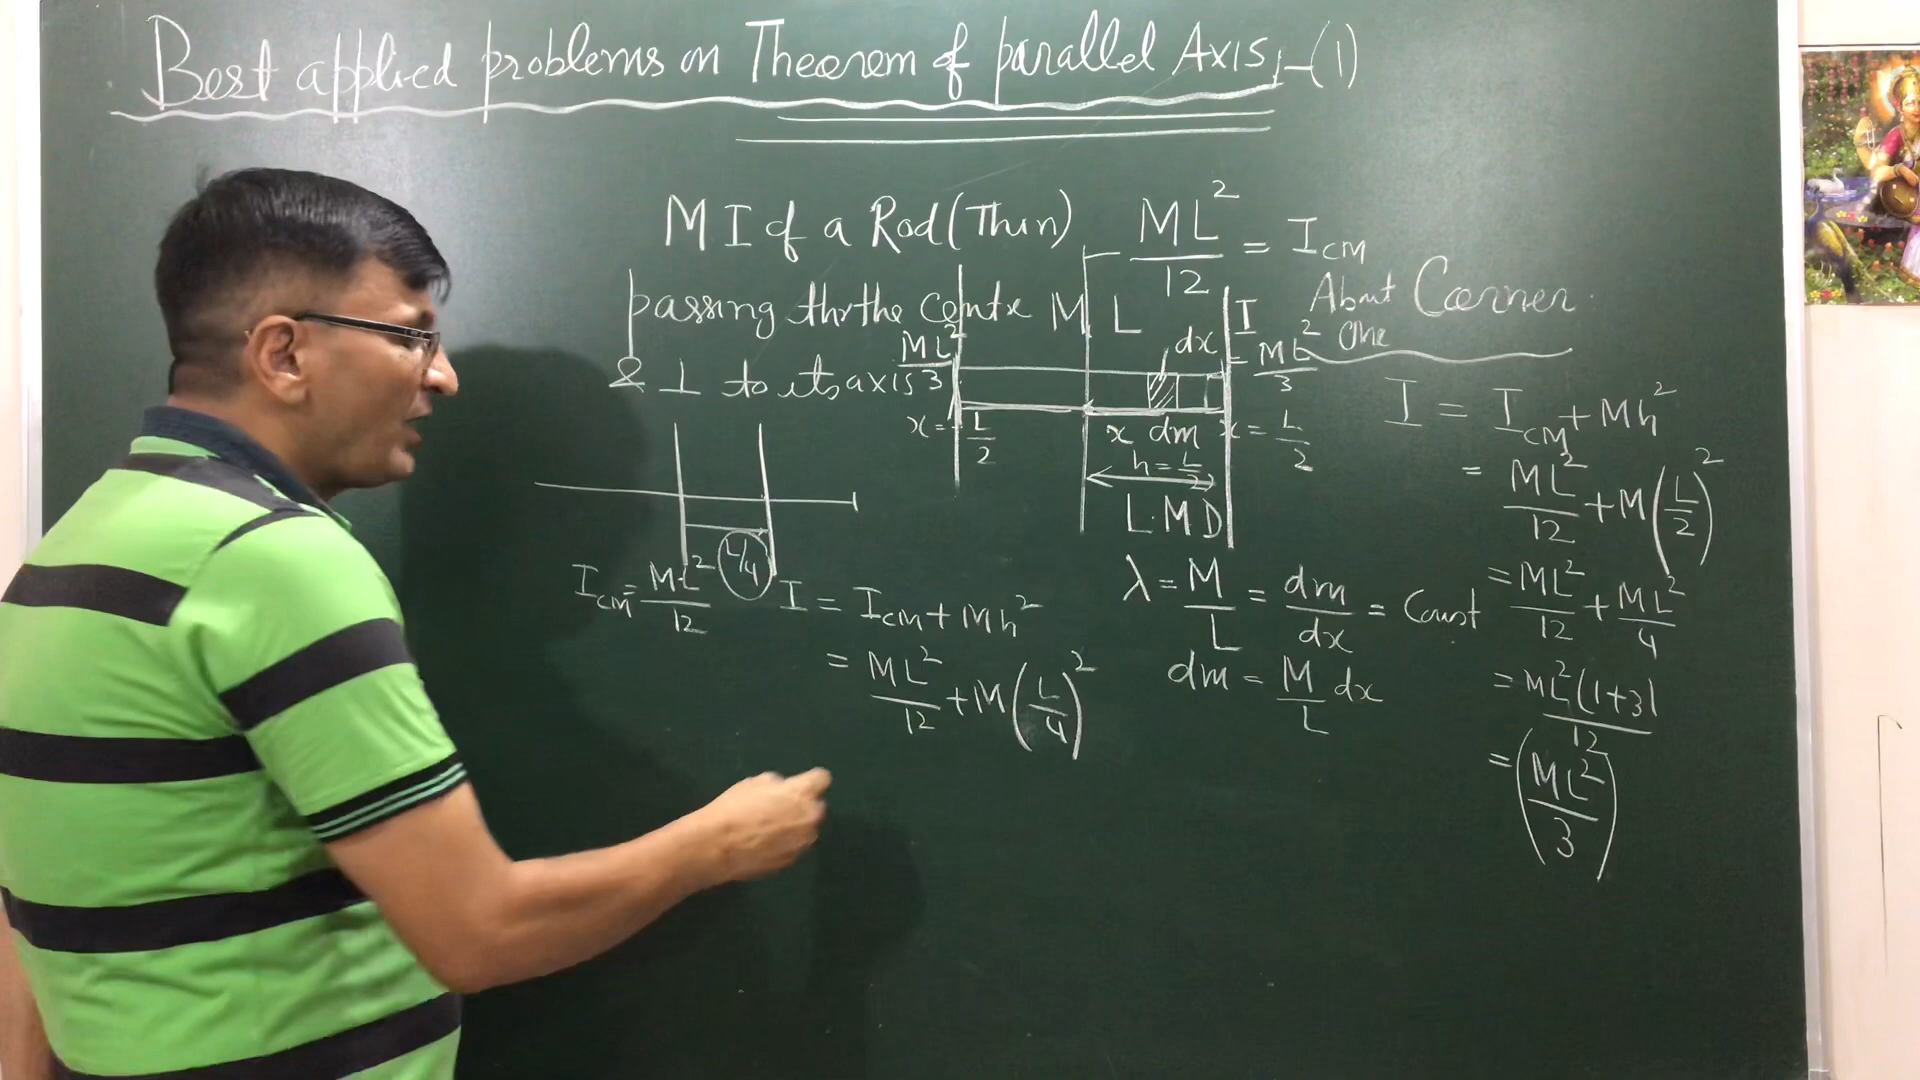 Best applied problems on Theorem of parallel Axis,-(1)
M I of a Rod (Thin) ML²/12 = I_CM
passing thr the centre M L
& ⊥ to its axis
ML²/3
I = ML²/3
About Corner
One
dx
x = -L/2
x dm
x = L/2
h = L/2
L.M D
I = I_CM + Mh²
= ML²/12 + M(L/2)²
= ML²/12 + ML²/4
= ML²(1+3)/12
= (ML²/3)
L/4
I_CM = ML²/12
I = I_CM + Mh²
= ML²/12 + M(L/4)²
λ = M/L = dm/dx = Const
dm = M/L dx